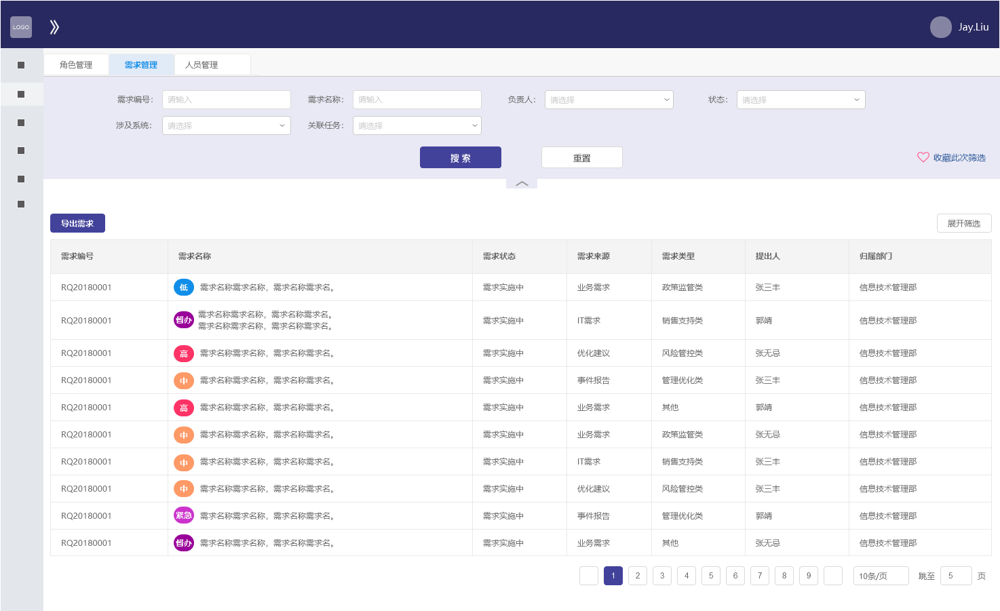 LOGO
Jay.Liu
角色管理 需求管理 人员管理
需求编号： 请输入 需求名称： 请输入 负责人： 请选择 状态： 请选择
涉及系统： 请选择 关联任务： 请选择
搜 索 重置 收藏此次筛选
导出需求 展开筛选
需求编号 需求名称 需求状态 需求来源 需求类型 提出人 归属部门
RQ20180001 低 需求名称需求名称，需求名称需求名。 需求实施中 业务需求 政策监管类 张三丰 信息技术管理部
RQ20180001 督办 需求名称需求名称，需求名称需求名。 需求实施中 IT需求 销售支持类 郭靖 信息技术管理部
需求名称需求名称，需求名称需求名。
RQ20180001 高 需求名称需求名称，需求名称需求名。 需求实施中 优化建议 风险管控类 张无忌 信息技术管理部
RQ20180001 中 需求名称需求名称，需求名称需求名。 需求实施中 事件报告 管理优化类 张三丰 信息技术管理部
RQ20180001 高 需求名称需求名称，需求名称需求名。 需求实施中 业务需求 其他 郭靖 信息技术管理部
RQ20180001 中 需求名称需求名称，需求名称需求名。 需求实施中 业务需求 政策监管类 张无忌 信息技术管理部
RQ20180001 中 需求名称需求名称，需求名称需求名。 需求实施中 IT需求 销售支持类 张三丰 信息技术管理部
RQ20180001 中 需求名称需求名称，需求名称需求名。 需求实施中 优化建议 风险管控类 张三丰 信息技术管理部
RQ20180001 紧急 需求名称需求名称，需求名称需求名。 需求实施中 事件报告 管理优化类 郭靖 信息技术管理部
RQ20180001 督办 需求名称需求名称，需求名称需求名。 需求实施中 业务需求 其他 张无忌 信息技术管理部
1 2 3 4 5 6 7 8 9 10条/页 跳至 5 页